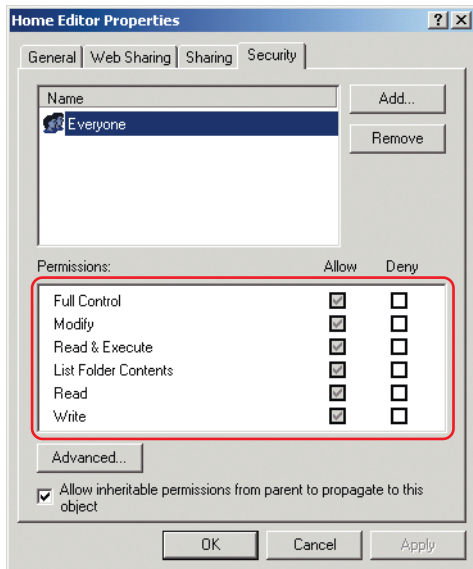 Home Editor Properties
General Web Sharing Sharing Security
Name Add...
Everyone
Remove
Permissions: Allow Deny
Full Control
Modify
Read & Execute
List Folder Contents
Read
Write
Advanced...
Allow inheritable permissions from parent to propagate to this
object
OK Cancel Apply